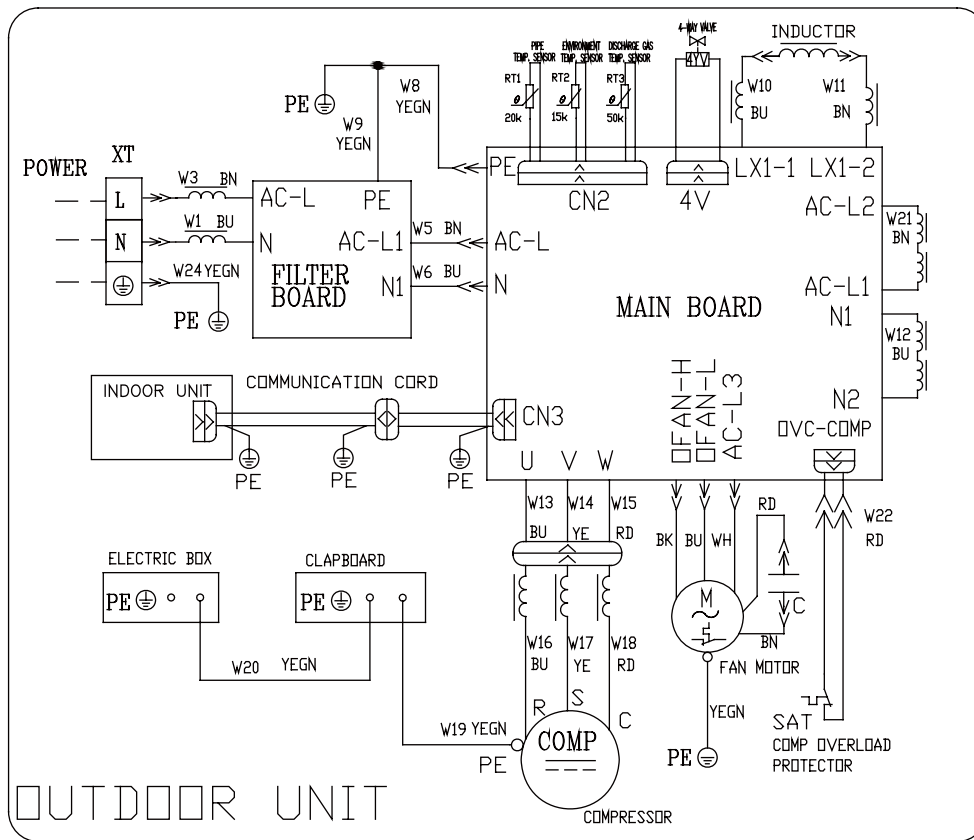 4-WAY VALVE
INDUCTOR
PIPE TEMP. SENSOR
ENVIRONMENT TEMP. SENSOR
DISCHARGE GAS TEMP. SENSOR
4YV
RT1
RT2
RT3
θ
θ
θ
20k
15k
50k
W10
BU
W11
BN
W8
YEGN
PE
W9
YEGN
POWER
XT
L
N
W3 BN
W1 BU
W24YEGN
PE
AC-L
PE
N
AC-L1
N1
FILTER
BOARD
W5 BN
W6 BU
PE
CN2
4V
LX1-1
LX1-2
AC-L
N
AC-L2
AC-L1
N1
N2
MAIN BOARD
W21
BN
W12
BU
INDOOR UNIT
COMMUNICATION CORD
CN3
PE
PE
PE
U
V
W
OFAN-H
OFAN-L
AC-L3
OVC-COMP
W13
W14
W15
BU
YE
RD
BK
BU
WH
RD
W22
RD
ELECTRIC BOX
CLAPBOARD
PE
PE
M
C
BN
FAN MOTOR
W16
W17
W18
BU
YE
RD
W20
YEGN
W19 YEGN
R
S
C
PE
COMP
COMPRESSOR
YEGN
PE
SAT
COMP OVERLOAD
PROTECTOR
OUTDOOR UNIT